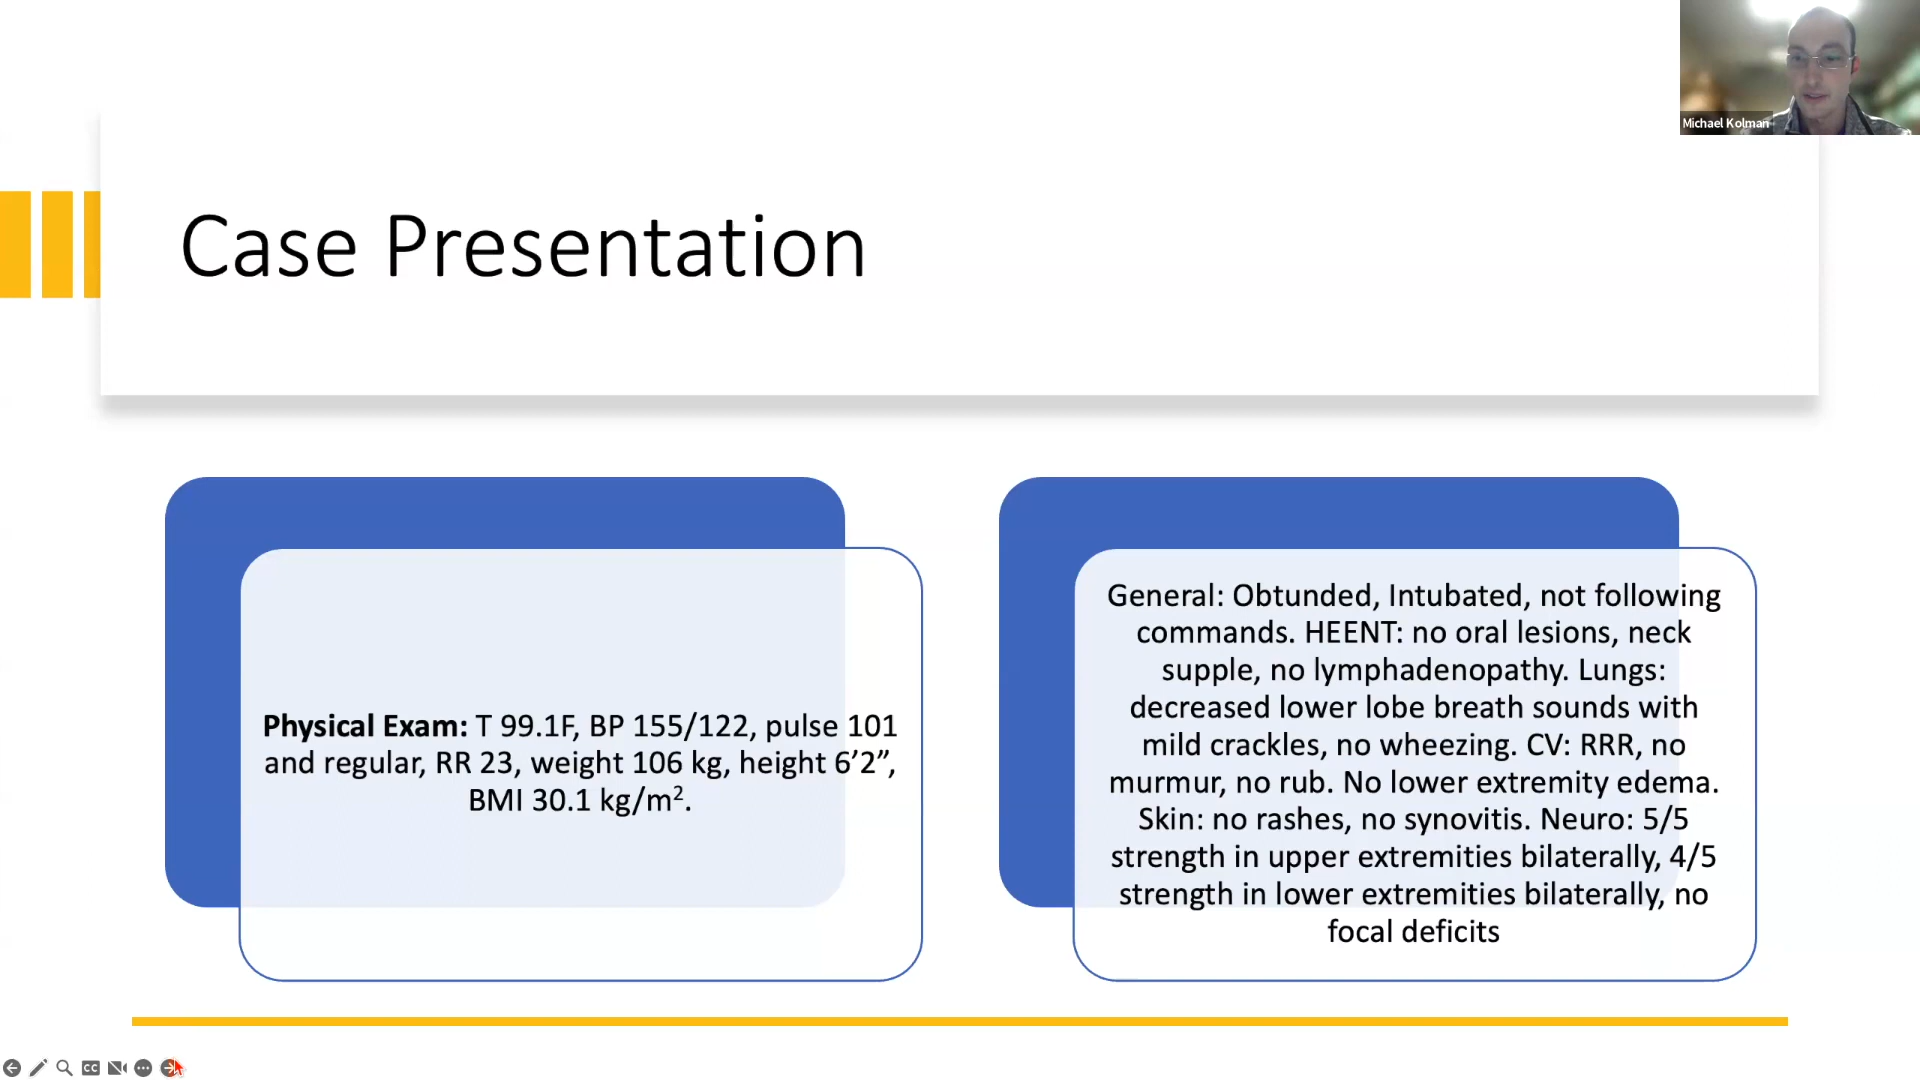 Michael Kolman
Case Presentation
Physical Exam: T 99.1F, BP 155/122, pulse 101
and regular, RR 23, weight 106 kg, height 6’2”,
BMI 30.1 kg/m².
General: Obtunded, Intubated, not following
commands. HEENT: no oral lesions, neck
supple, no lymphadenopathy. Lungs:
decreased lower lobe breath sounds with
mild crackles, no wheezing. CV: RRR, no
murmur, no rub. No lower extremity edema.
Skin: no rashes, no synovitis. Neuro: 5/5
strength in upper extremities bilaterally, 4/5
strength in lower extremities bilaterally, no
focal deficits
CC